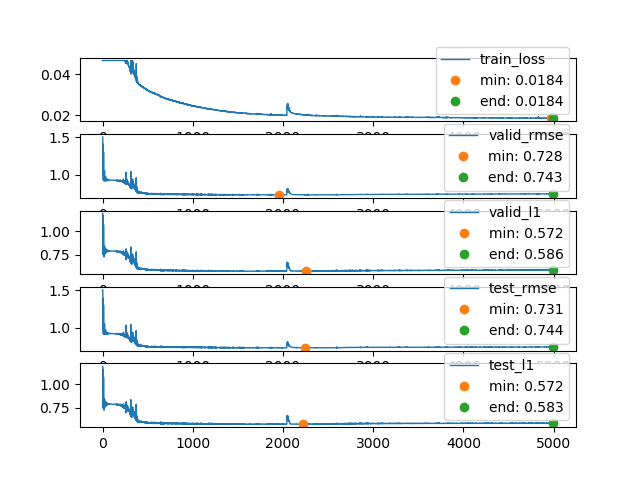 0.04
0.02
train_loss
min: 0.0184
end: 0.0184
1.5
1.0
valid_rmse
min: 0.728
end: 0.743
1.00
0.75
valid_l1
min: 0.572
end: 0.586
1.5
1.0
test_rmse
min: 0.731
end: 0.744
1.00
0.75
test_l1
min: 0.572
end: 0.583
0 1000 2000 3000 4000 5000